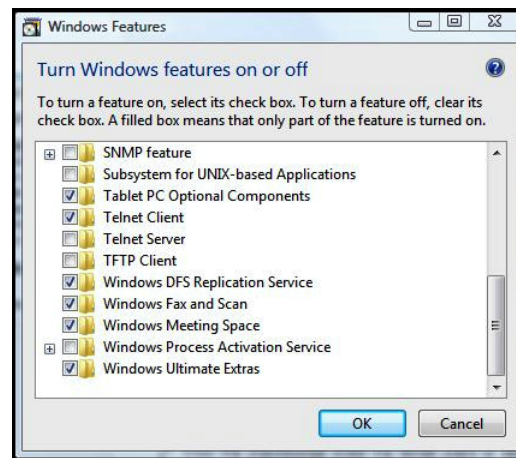 Windows Features
Turn Windows features on or off
To turn a feature on, select its check box. To turn a feature off, clear its
check box. A filled box means that only part of the feature is turned on.
SNMP feature
Subsystem for UNIX-based Applications
Tablet PC Optional Components
Telnet Client
Telnet Server
TFTP Client
Windows DFS Replication Service
Windows Fax and Scan
Windows Meeting Space
Windows Process Activation Service
Windows Ultimate Extras
OK Cancel